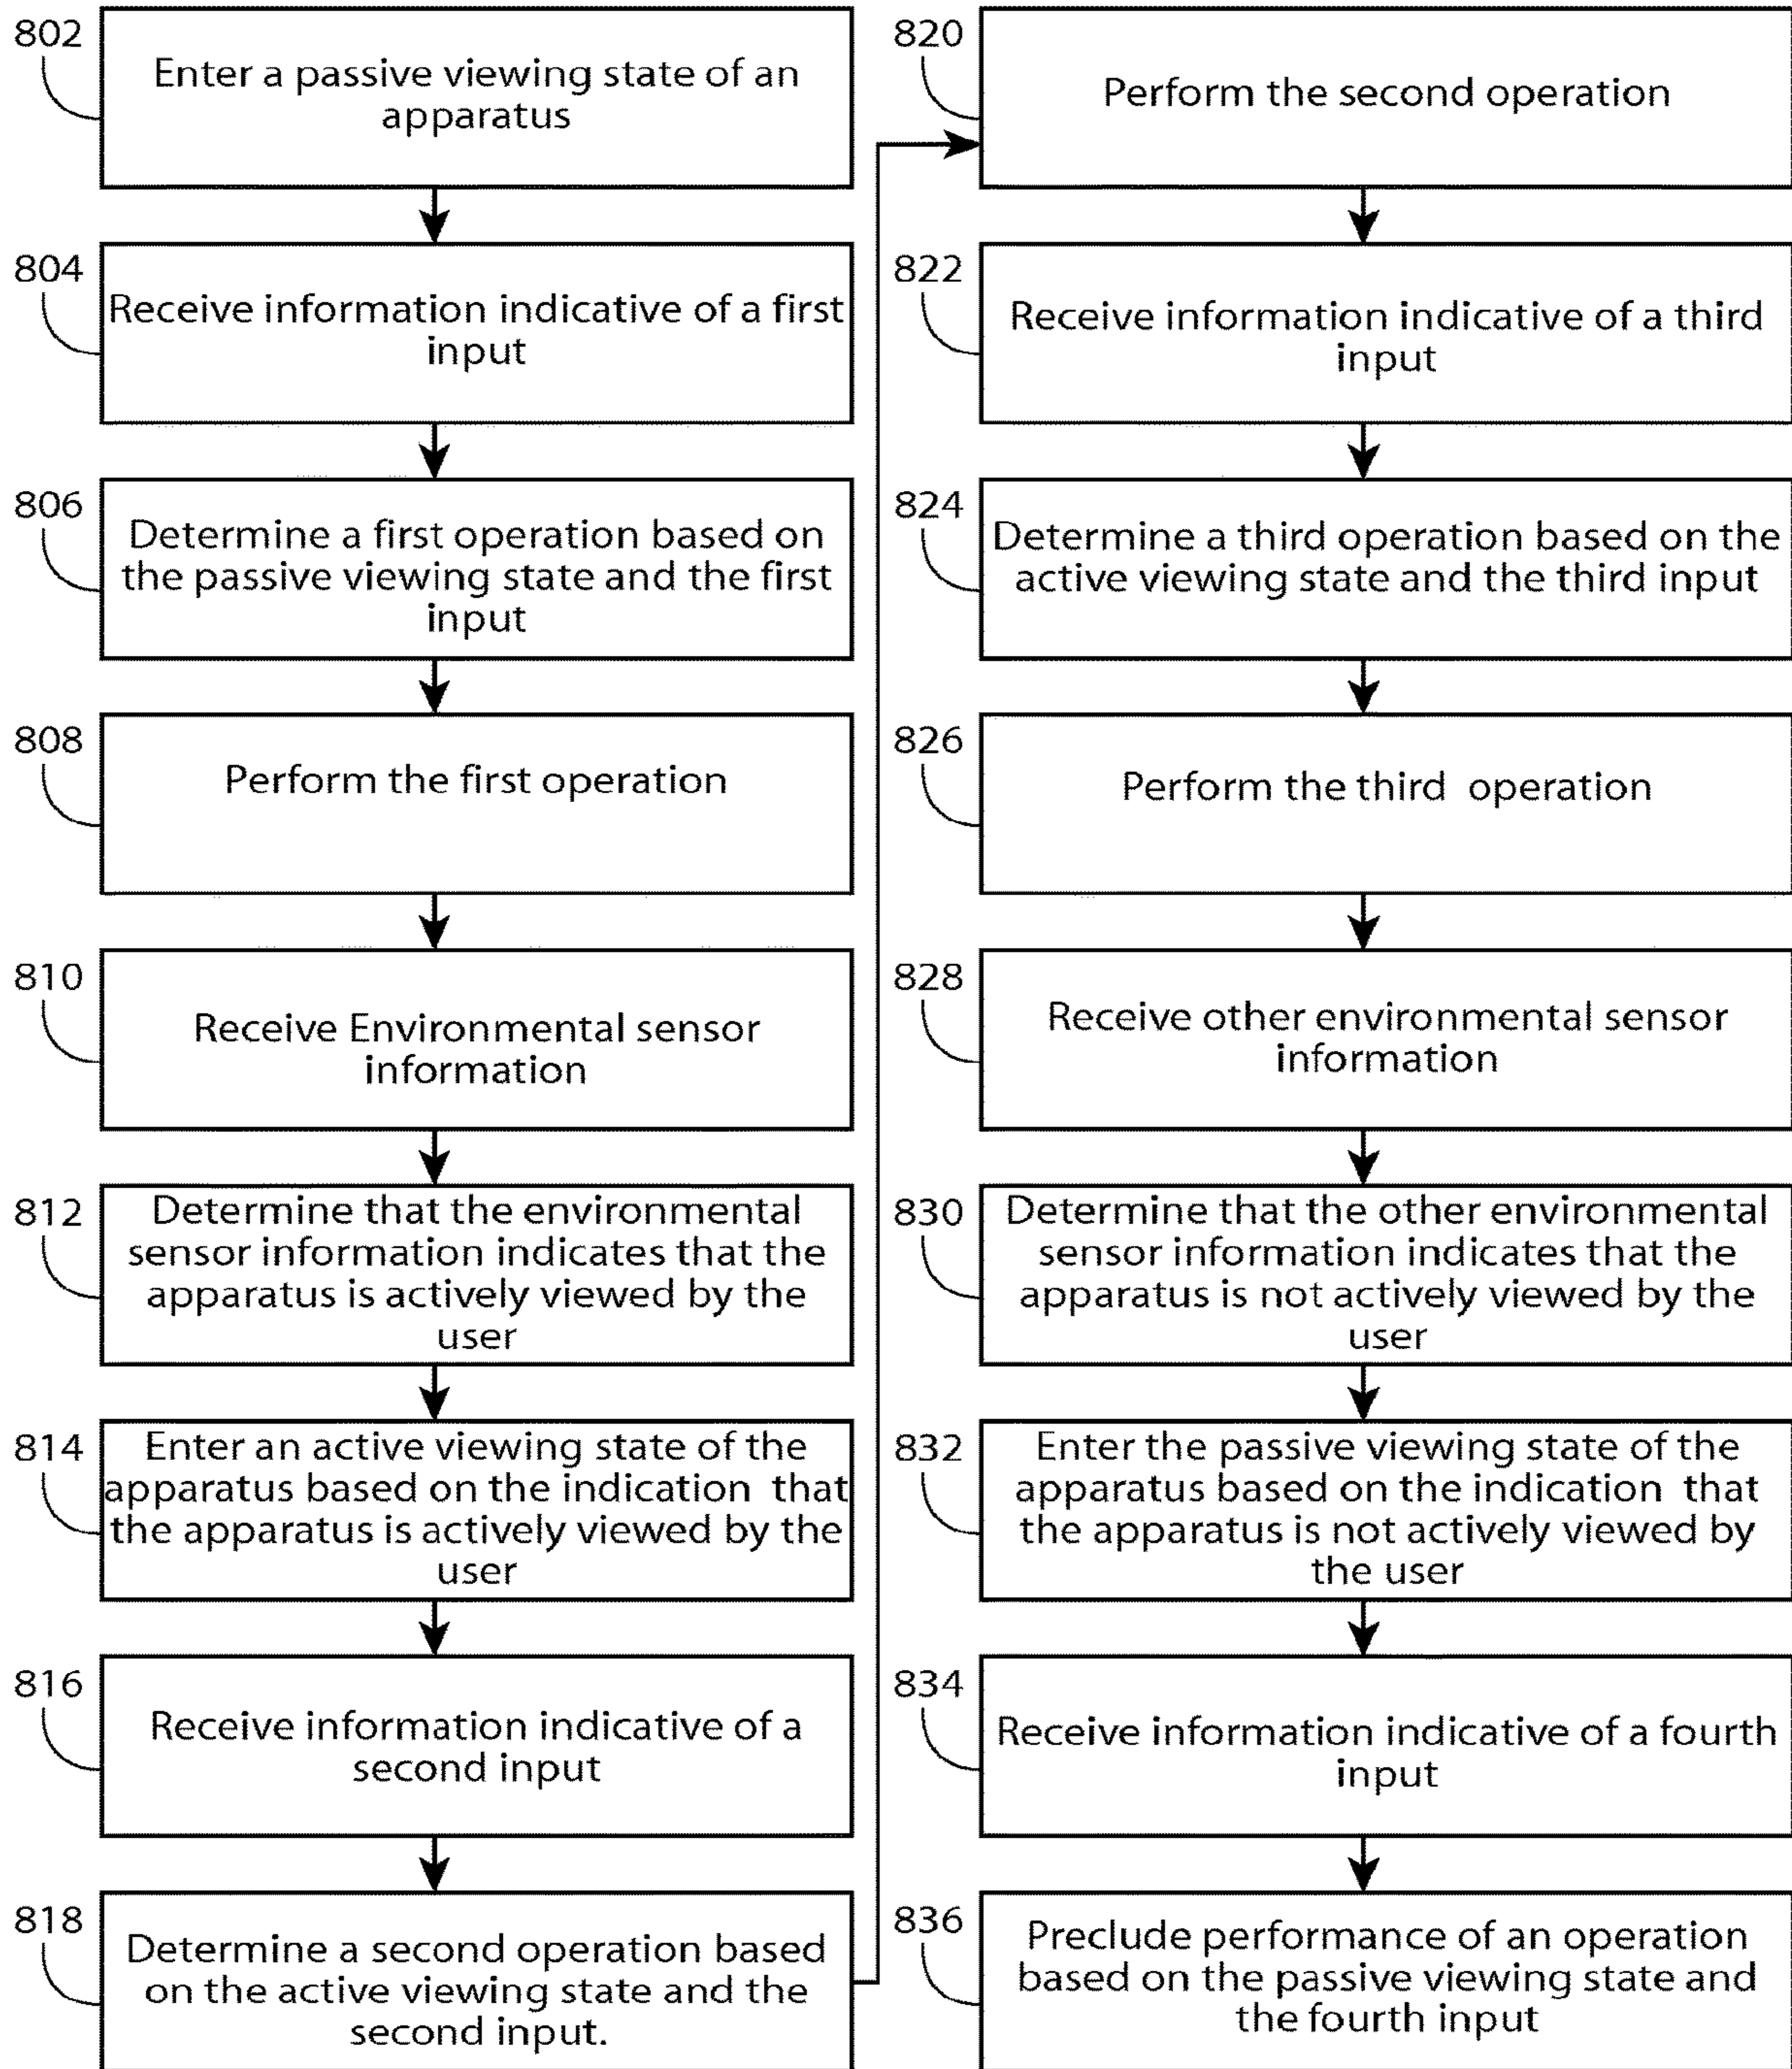 802
Enter a passive viewing state of an
apparatus
804
Receive information indicative of a first
input
806
Determine a first operation based on
the passive viewing state and the first
input
808
Perform the first operation
810
Receive Environmental sensor
information
812
Determine that the environmental
sensor information indicates that the
apparatus is actively viewed by the
user
814
Enter an active viewing state of the
apparatus based on the indication that
the apparatus is actively viewed by the
user
816
Receive information indicative of a
second input
818
Determine a second operation based
on the active viewing state and the
second input.
820
Perform the second operation
822
Receive information indicative of a third
input
824
Determine a third operation based on the
active viewing state and the third input
826
Perform the third operation
828
Receive other environmental sensor
information
830
Determine that the other environmental
sensor information indicates that the
apparatus is not actively viewed by the
user
832
Enter the passive viewing state of the
apparatus based on the indication that
the apparatus is not actively viewed by
the user
834
Receive information indicative of a fourth
input
836
Preclude performance of an operation
based on the passive viewing state and
the fourth input